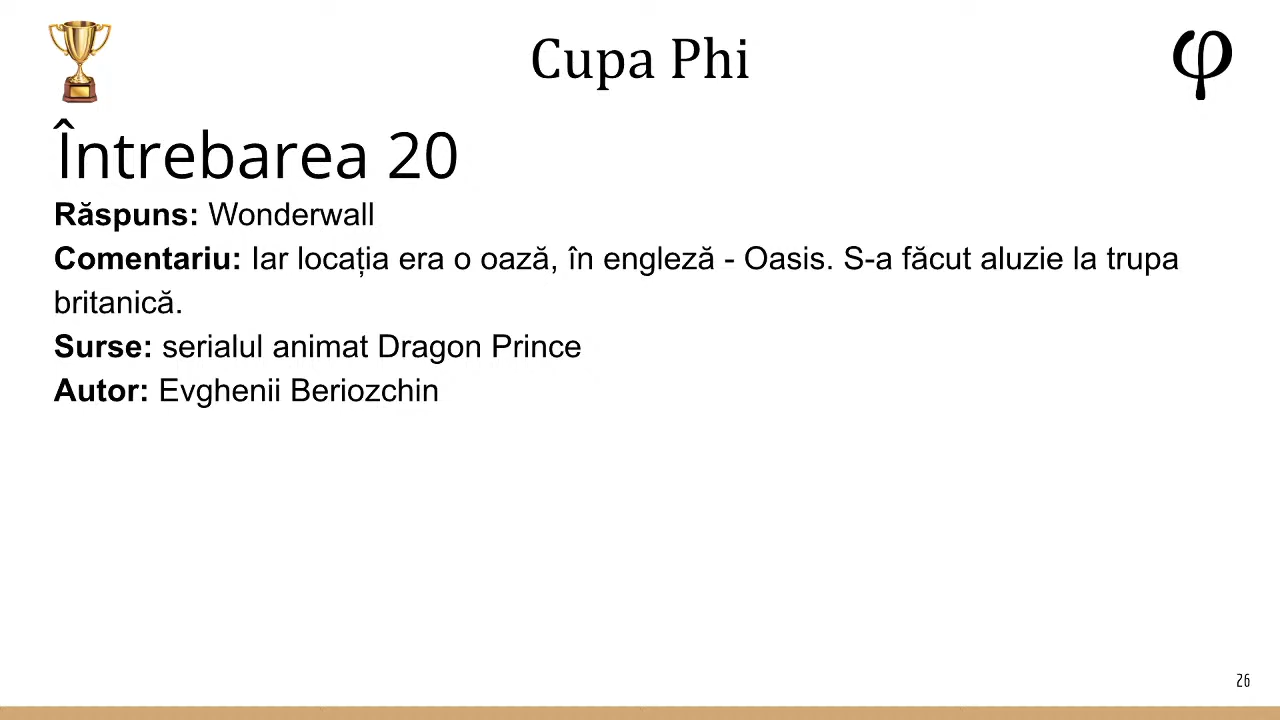 Cupa Phi
φ
Întrebarea 20
Răspuns: Wonderwall
Comentariu: Iar locația era o oază, în engleză - Oasis. S-a făcut aluzie la trupa
britanică.
Surse: serialul animat Dragon Prince
Autor: Evghenii Beriozchin
26